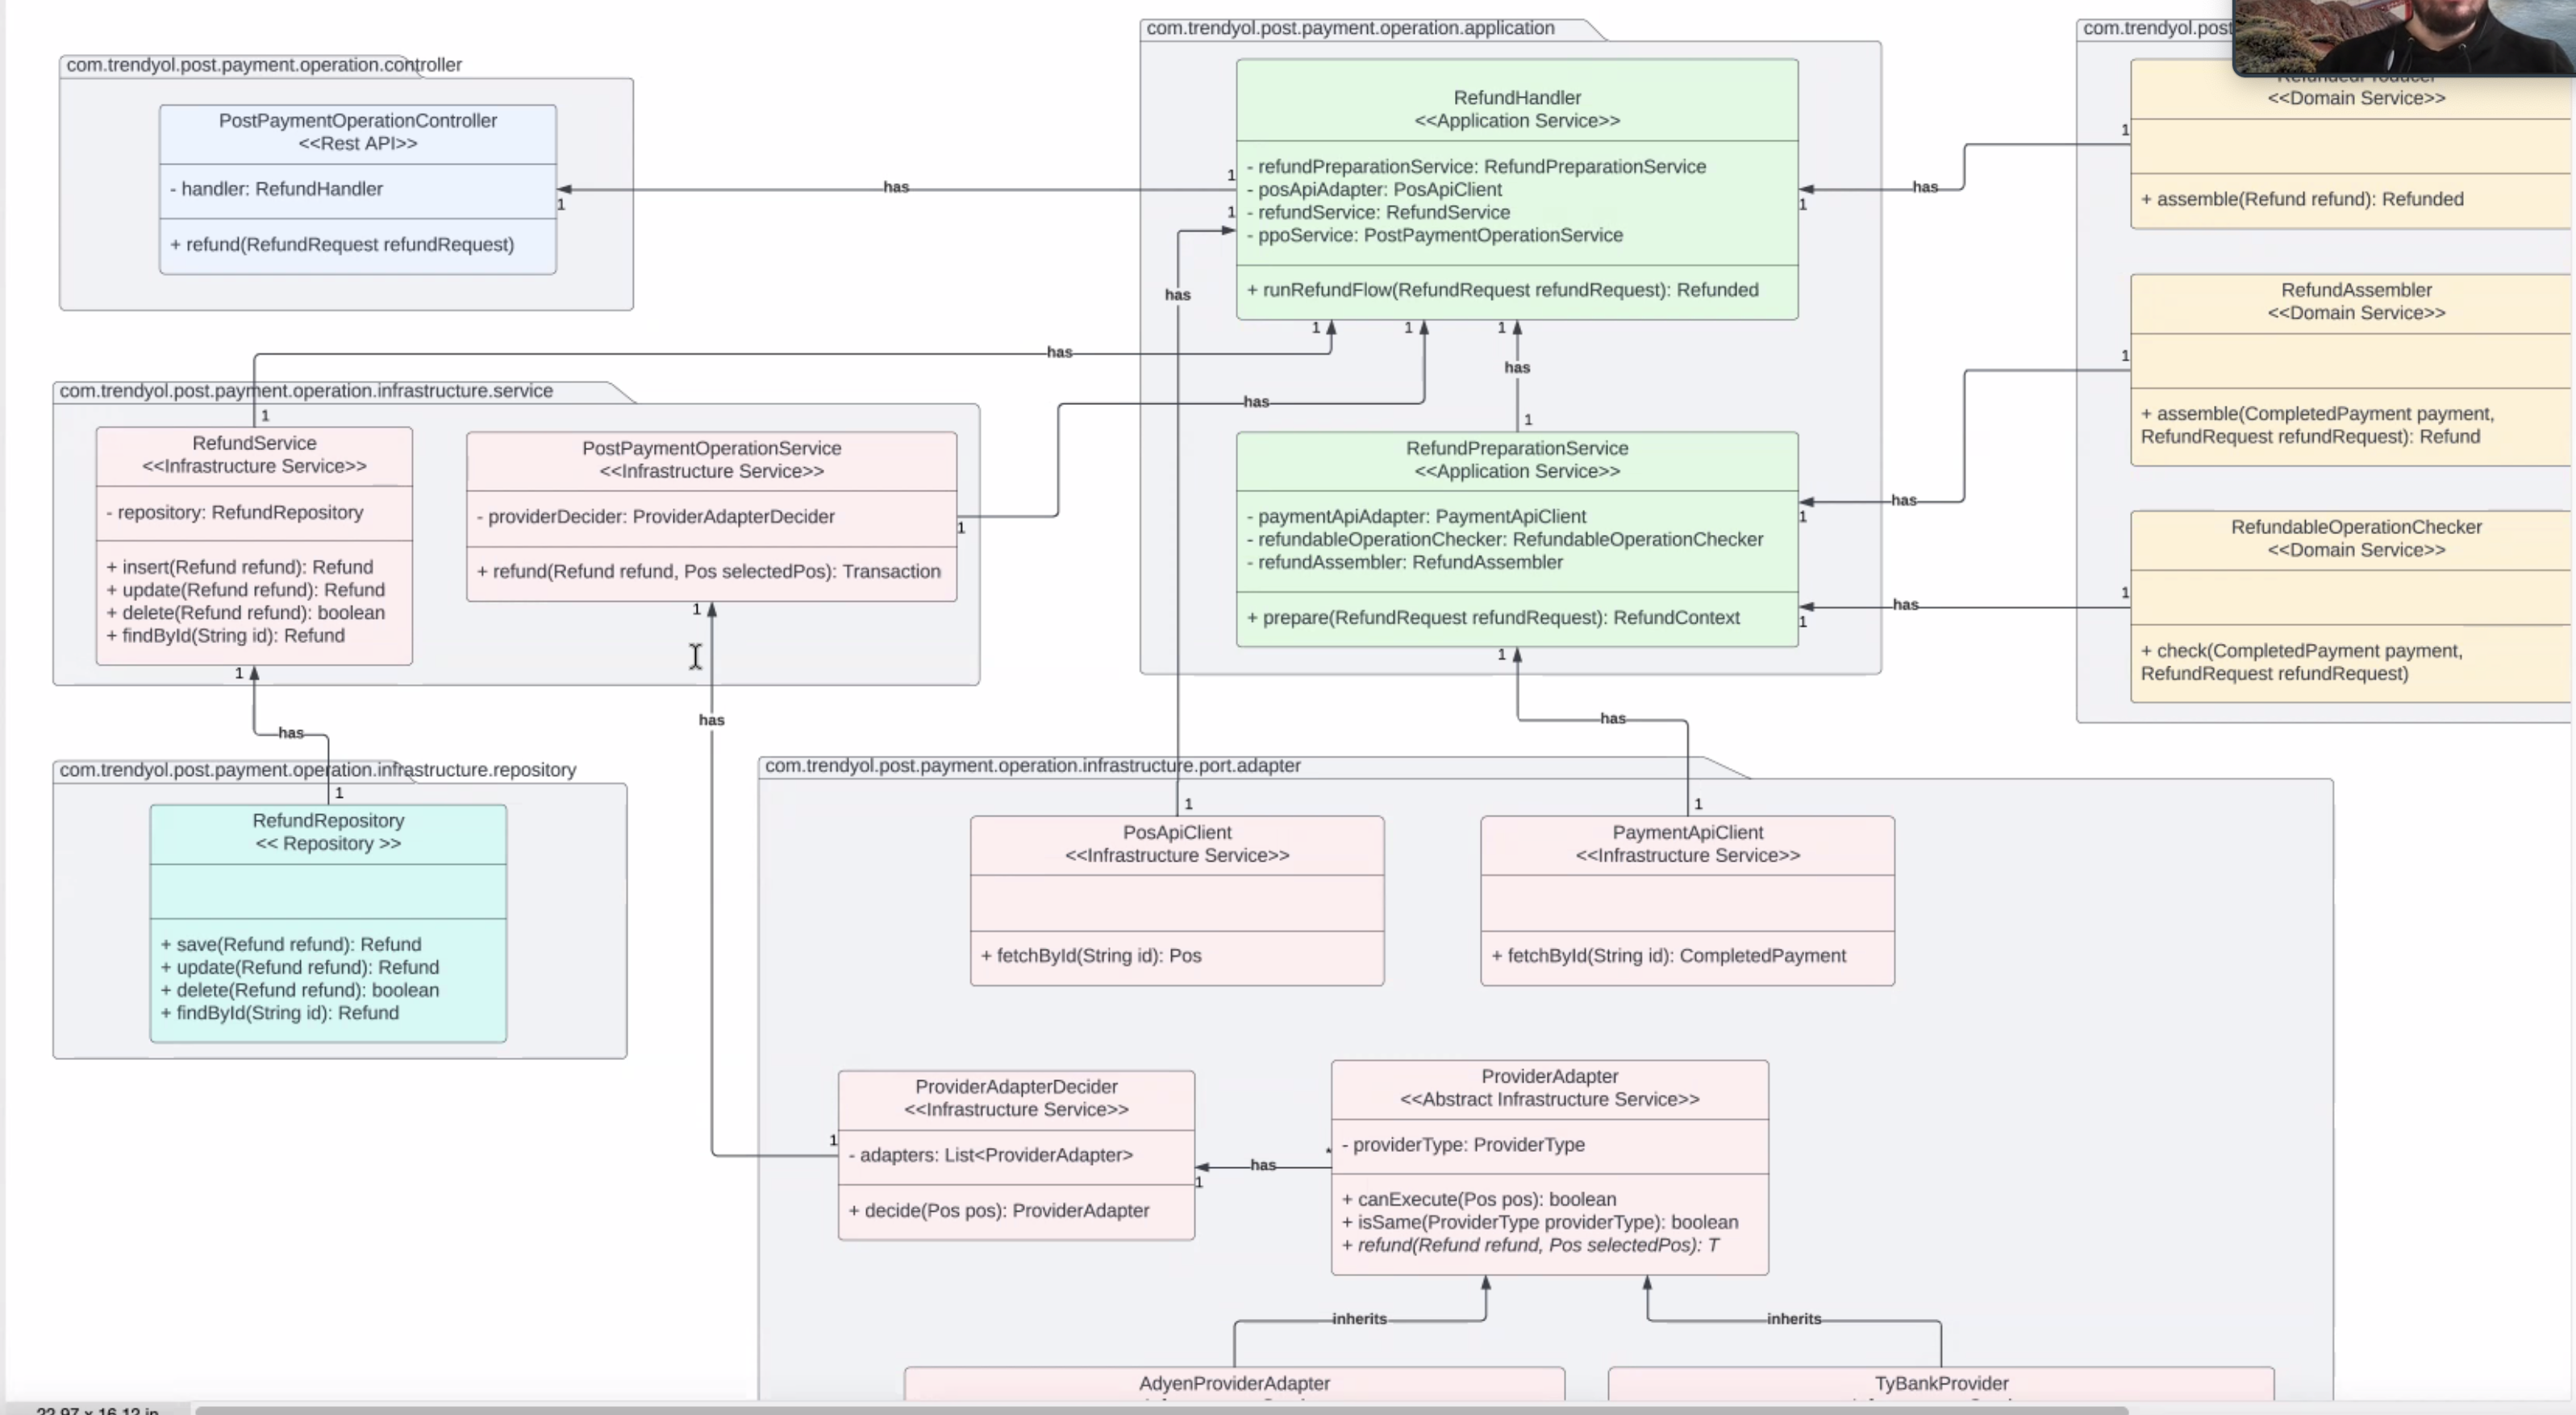 com.trendyol.post.payment.operation.controller
PostPaymentOperationController
<<Rest API>>
- handler: RefundHandler
+ refund(RefundRequest refundRequest)
has
1
1
com.trendyol.post.payment.operation.application
RefundHandler
<<Application Service>>
- refundPreparationService: RefundPreparationService
- posApiAdapter: PosApiClient
- refundService: RefundService
- ppoService: PostPaymentOperationService
+ runRefundFlow(RefundRequest refundRequest): Refunded
1
has
has
1
1
1
has
1
has
1
has
1
RefundPreparationService
<<Application Service>>
- paymentApiAdapter: PaymentApiClient
- refundableOperationChecker: RefundableOperationChecker
- refundAssembler: RefundAssembler
+ prepare(RefundRequest refundRequest): RefundContext
has
1
1
has
1
1
1
has
com.trendyol.post
<<Domain Service>>
+ assemble(Refund refund): Refunded
1
RefundAssembler
<<Domain Service>>
+ assemble(CompletedPayment payment,
RefundRequest refundRequest): Refund
RefundableOperationChecker
<<Domain Service>>
+ check(CompletedPayment payment,
RefundRequest refundRequest)
com.trendyol.post.payment.operation.infrastructure.service
1
RefundService
<<Infrastructure Service>>
- repository: RefundRepository
+ insert(Refund refund): Refund
+ update(Refund refund): Refund
+ delete(Refund refund): boolean
+ findById(String id): Refund
PostPaymentOperationService
<<Infrastructure Service>>
- providerDecider: ProviderAdapterDecider
+ refund(Refund refund, Pos selectedPos): Transaction
1
1
has
1
has
com.trendyol.post.payment.operation.infrastructure.repository
1
RefundRepository
<< Repository >>
+ save(Refund refund): Refund
+ update(Refund refund): Refund
+ delete(Refund refund): boolean
+ findById(String id): Refund
com.trendyol.post.payment.operation.infrastructure.port.adapter
1
PosApiClient
<<Infrastructure Service>>
+ fetchById(String id): Pos
1
PaymentApiClient
<<Infrastructure Service>>
+ fetchById(String id): CompletedPayment
ProviderAdapterDecider
<<Infrastructure Service>>
1
- adapters: List<ProviderAdapter>
+ decide(Pos pos): ProviderAdapter
has
1
*
ProviderAdapter
<<Abstract Infrastructure Service>>
- providerType: ProviderType
+ canExecute(Pos pos): boolean
+ isSame(ProviderType providerType): boolean
+ refund(Refund refund, Pos selectedPos): T
inherits
inherits
AdyenProviderAdapter
TyBankProvider